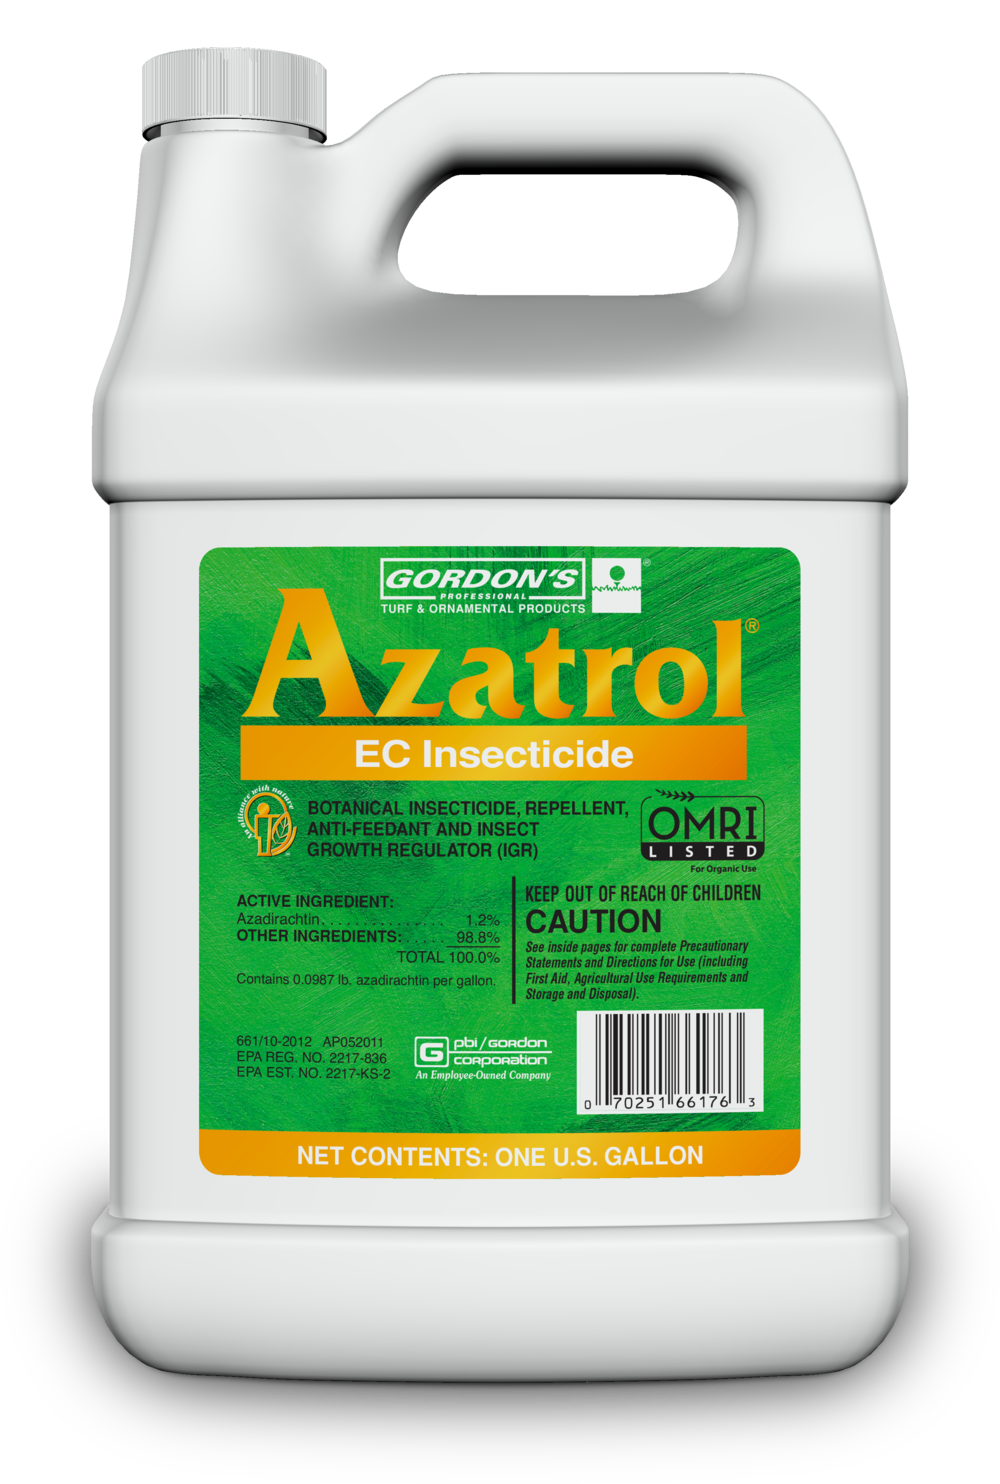 GORDON'S
PROFESSIONAL
TURF & ORNAMENTAL PRODUCTS
®
Azatrol®
EC Insecticide
An alliance with nature
BOTANICAL INSECTICIDE, REPELLENT,
ANTI-FEEDANT AND INSECT
GROWTH REGULATOR (IGR)
OMRI
LISTED
For Organic Use
ACTIVE INGREDIENT:
Azadirachtin. . . . . . . . . . . . . . . . 1.2%
OTHER INGREDIENTS: . . . . . 98.8%
TOTAL 100.0%
Contains 0.0987 lb. azadirachtin per gallon.
KEEP OUT OF REACH OF CHILDREN
CAUTION
See inside pages for complete Precautionary
Statements and Directions for Use (including
First Aid, Agricultural Use Requirements and
Storage and Disposal).
661/10-2012 AP052011
EPA REG. NO. 2217-836
EPA EST. NO. 2217-KS-2
G pbi/GORDON
CORPORATION
An Employee-Owned Company
0 70251 66176 3
NET CONTENTS: ONE U.S. GALLON